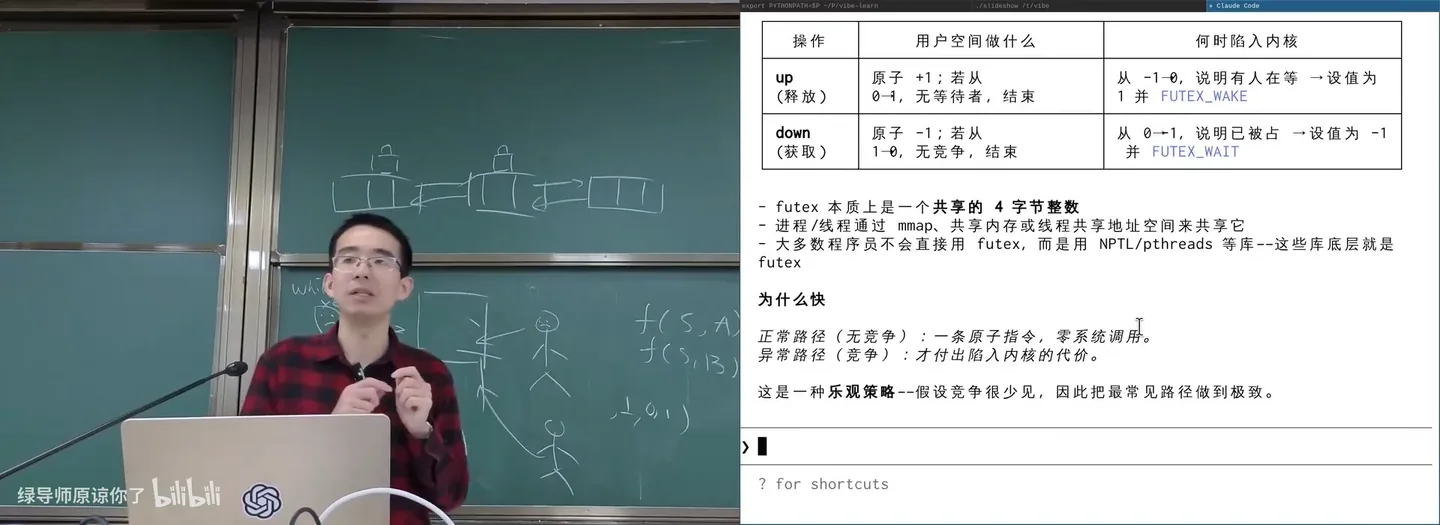 export PYTHONPATH=$P ~/P/vibe-learn
./slideshow /t/vibe
Claude Code
操作
用户空间做什么
何时陷入内核
up
(释放)
原子 +1；若从
0→1，无等待者，结束
从 -1→0，说明有人在等 →设值为
1 并 FUTEX_WAKE
down
(获取)
原子 -1；若从
1→0，无竞争，结束
从 0→-1，说明已被占 →设值为 -1
并 FUTEX_WAIT
- futex 本质上是一个共享的 4 字节整数
- 进程/线程通过 mmap、共享内存或线程共享地址空间来共享它
- 大多数程序员不会直接用 futex，而是用 NPTL/pthreads 等库--这些库底层就是
futex
为什么快
正常路径（无竞争）：一条原子指令，零系统调用。
异常路径（竞争）：才付出陷入内核的代价。
这是一种乐观策略--假设竞争很少见，因此把最常见路径做到极致。
❯
? for shortcuts
whi
f(S,A)
f(S,B)
,1,0,1)
绿导师原谅你了 bilibili